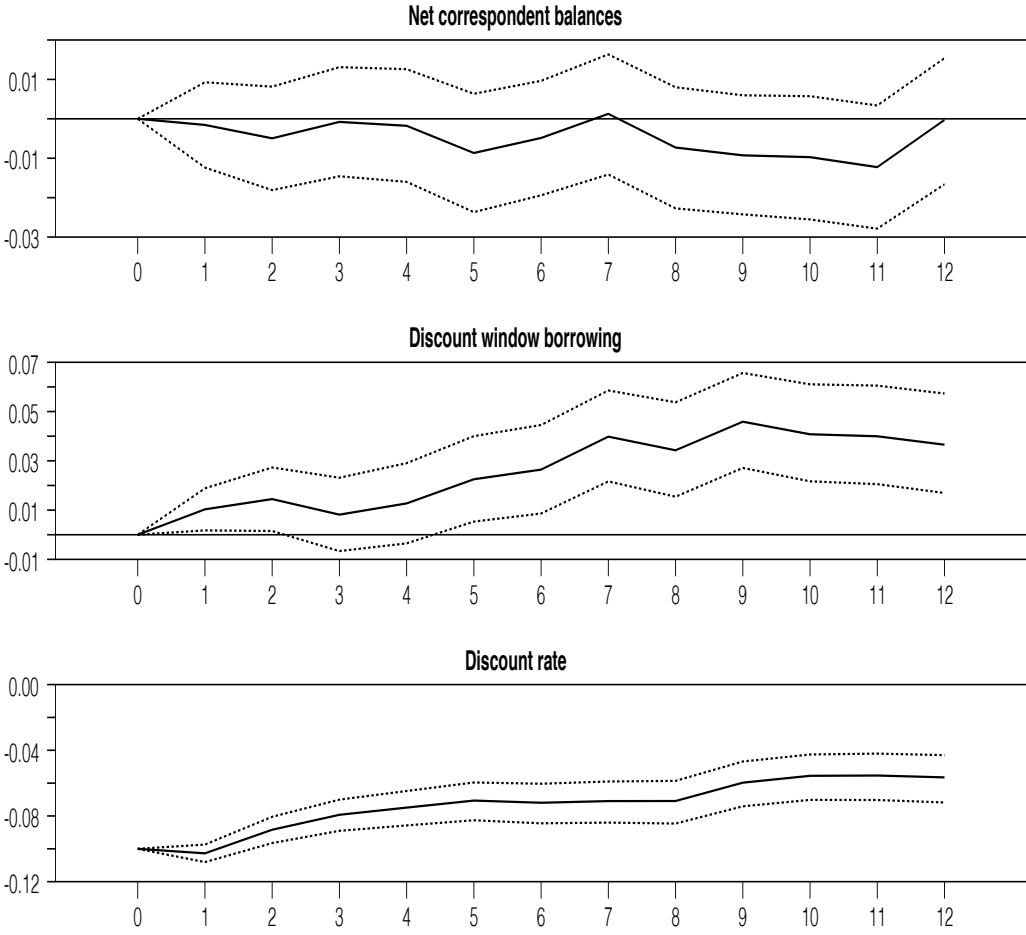 Net correspondent balances
0.01
-0.01
-0.03
0 1 2 3 4 5 6 7 8 9 10 11 12
Discount window borrowing
0.07
0.05
0.03
0.01
-0.01
0 1 2 3 4 5 6 7 8 9 10 11 12
Discount rate
0.00
-0.04
-0.08
-0.12
0 1 2 3 4 5 6 7 8 9 10 11 12